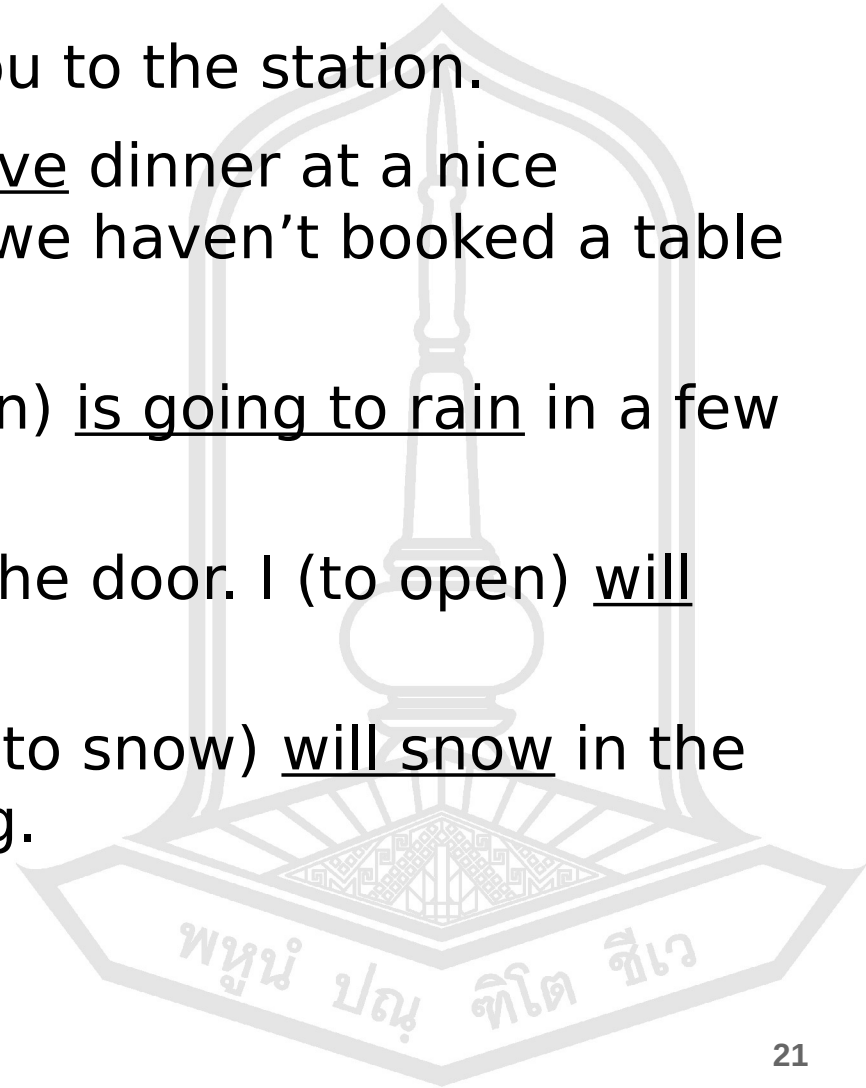 ou to the station.
ve dinner at a nice
we haven’t booked a table
n) is going to rain in a few
he door. I (to open) will
to snow) will snow in the
g.
พหูนํ ปณฺฑิโต ชีเว
21